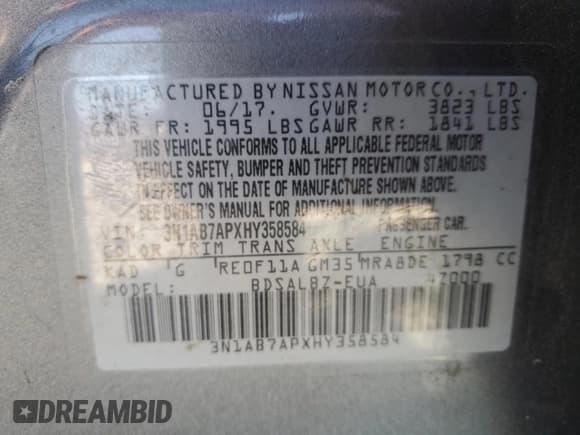 MANUFACTURED BY NISSAN MOTOR CO., LTD.
DATE: 06/17. GVWR: 3823 LBS
GAWR FR: 1995 LBS GAWR RR: 1841 LBS
THIS VEHICLE CONFORMS TO ALL APPLICABLE FEDERAL MOTOR
VEHICLE SAFETY, BUMPER AND THEFT PREVENTION STANDARDS
IN EFFECT ON THE DATE OF MANUFACTURE SHOWN ABOVE.
SEE OWNER'S MANUAL FOR ADDITIONAL INFORMATION.
VIN: 3N1AB7APXHY358584 PASSENGER CAR.
COLOR TRIM TRANS AXLE ENGINE
KAD G RE0F11A GM35 MRA8DE 1798 CC
MODEL: BDSALBZ-EUA 47000
3N1AB7APXHY358584
DREAMBID